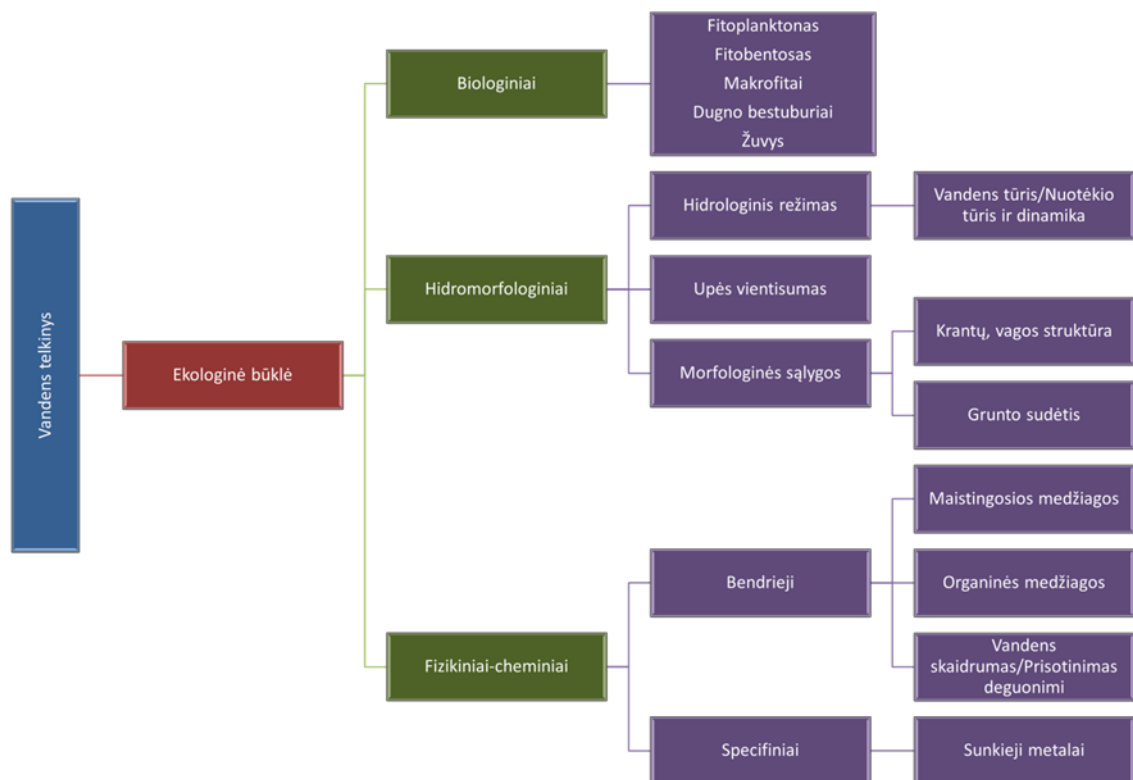 Vandens telkinys
Ekologinė būklė
Biologiniai
Fitoplanktonas
Fitobentosas
Makrofitai
Dugno bestuburiai
Žuvys
Hidromorfologiniai
Hidrologinis režimas
Vandens tūris/Nuotėkio
tūris ir dinamika
Upės vientisumas
Morfologinės sąlygos
Krantų, vagos struktūra
Grunto sudėtis
Fizikiniai-cheminiai
Bendrieji
Maistingosios medžiagos
Organinės medžiagos
Vandens
skaidrumas/Prisotinimas
deguonimi
Specifiniai
Sunkieji metalai